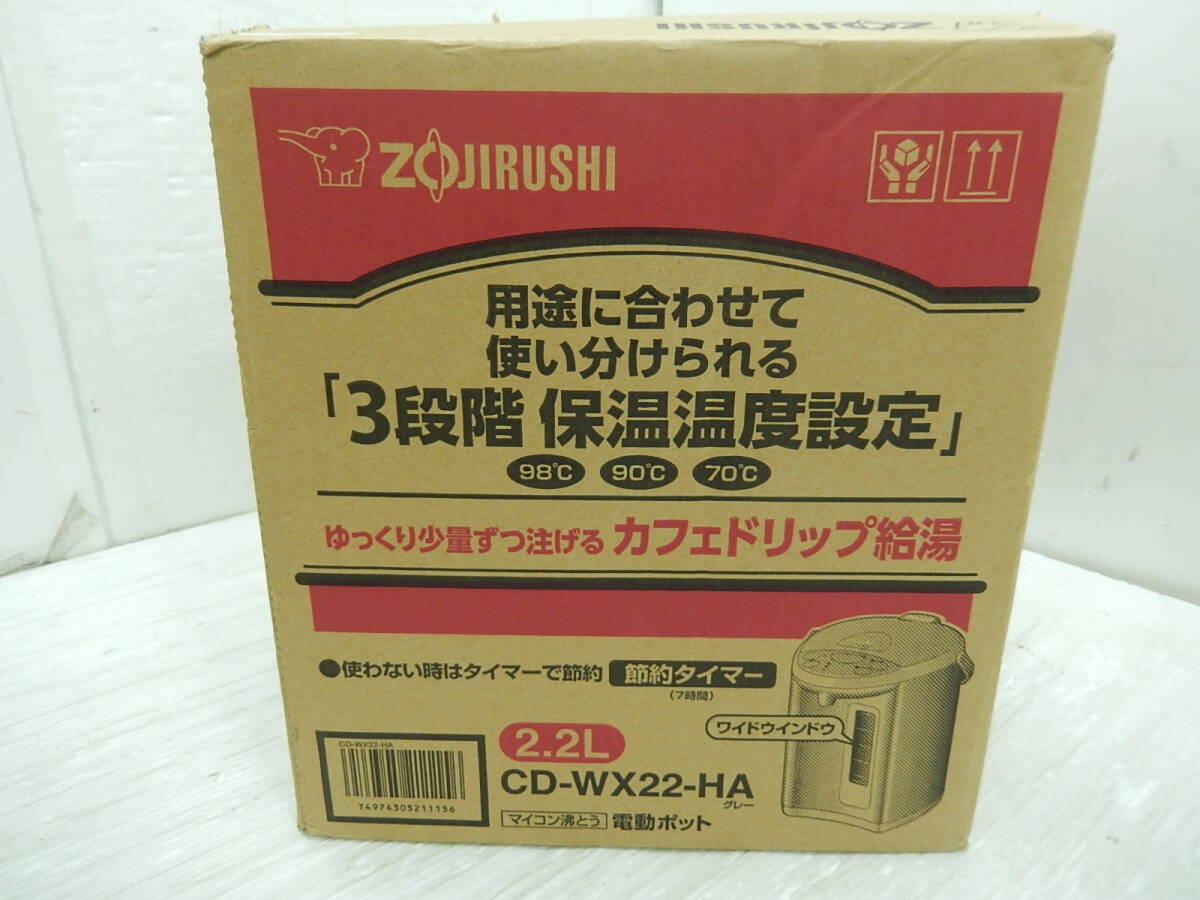 ZOJIRUSHI
ZOJIRUSHI
用途に合わせて
使い分けられる
「3段階 保温温度設定」
98℃ 90℃ 70℃
ゆっくり少量ずつ注げる カフェドリップ給湯
●使わない時はタイマーで節約 節約タイマー
(7時間)
ワイドウインドウ
2.2L
CD-WX22-HA
グレー
マイコン沸とう 電動ポット
CD-WX22-HA
T4974305211156